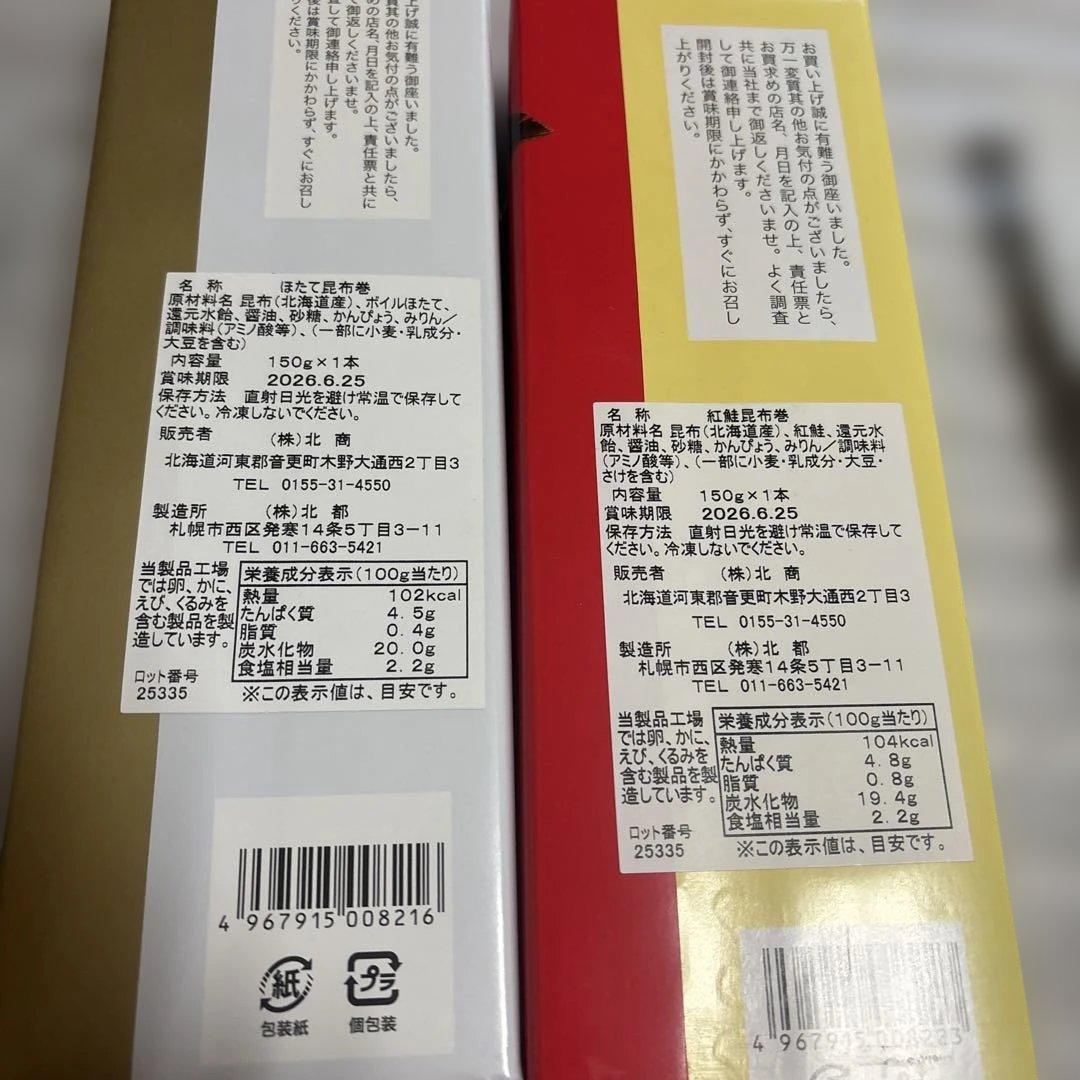 上げ誠に有難う御座いました。
変質其の他お気付の点がございましたら、
めの店名、月日を記入の上、責任票と共に
で御返しくださいませ。
査して御連絡申し上げます。
後は賞味期限にかかわらず、すぐにお召し
ください。
名 称 ほたて昆布巻
原材料名 昆布(北海道産)、ボイルほたて、
還元水飴、醤油、砂糖、かんぴょう、みりん/
調味料(アミノ酸等)、(一部に小麦・乳成分・
大豆を含む)
内容量 150g×1本
賞味期限 2026.6.25
保存方法 直射日光を避け常温で保存して
ください。冷凍しないでください。
販売者 (株)北 商
北海道河東郡音更町木野大通西2丁目3
TEL 0155-31-4550
製造所 (株)北 都
札幌市西区発寒14条5丁目3-11
TEL 011-663-5421
当製品工場
では卵、かに、
えび、くるみを
含む製品を製
造しています。
ロット番号
25335
栄養成分表示(100g当たり)
熱量 102kcal
たんぱく質 4.5g
脂質 0.4g
炭水化物 20.0g
食塩相当量 2.2g
※この表示値は、目安です。
4 967915 008216
紙
包装紙
プラ
個包装
お買い上げ誠に有難う御座いました。
万一変質其の他お気付の点がございましたら、
お買求めの店名、月日を記入の上、責任票と
共に当社まで御返しくださいませ。よく調査
して御連絡申し上げます。
開封後は賞味期限にかかわらず、すぐにお召し
上がりください。
名 称 紅鮭昆布巻
原材料名 昆布(北海道産)、紅鮭、還元水
飴、醤油、砂糖、かんぴょう、みりん/調味料
(アミノ酸等)、(一部に小麦・乳成分・大豆・
さけを含む)
内容量 150g×1本
賞味期限 2026.6.25
保存方法 直射日光を避け常温で保存して
ください。冷凍しないでください。
販売者 (株)北 商
北海道河東郡音更町木野大通西2丁目3
TEL 0155-31-4550
製造所 (株)北 都
札幌市西区発寒14条5丁目3-11
TEL 011-663-5421
当製品工場
では卵、かに、
えび、くるみを
含む製品を製
造しています。
ロット番号
25335
栄養成分表示(100g当たり)
熱量 104kcal
たんぱく質 4.8g
脂質 0.8g
炭水化物 19.4g
食塩相当量 2.2g
※この表示値は、目安です。
4 967915 008223